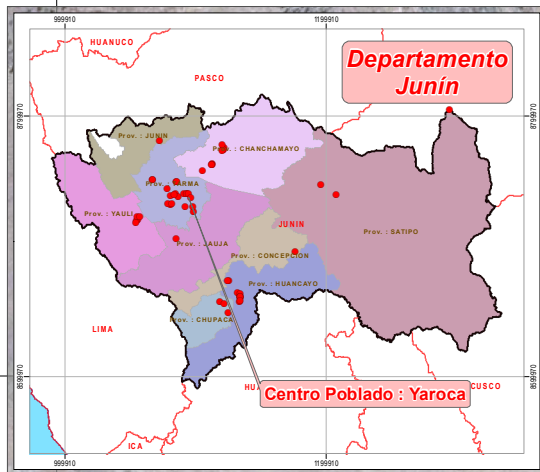 999910
1199910
HUANUCO
PASCO
Departamento
Junín
8799970
8799970
Prov. : JUNIN
Prov. : CHANCHAMAYO
Prov. : TARMA
Prov. : YAULI
JUNIN
Prov. : SATIPO
Prov. : JAUJA
Prov. : CONCEPCION
Prov. : HUANCAYO
LIMA
Prov. : CHUPACA
8599970
8599970
CUSCO
Centro Poblado : Yaroca
ICA
999910
1199910